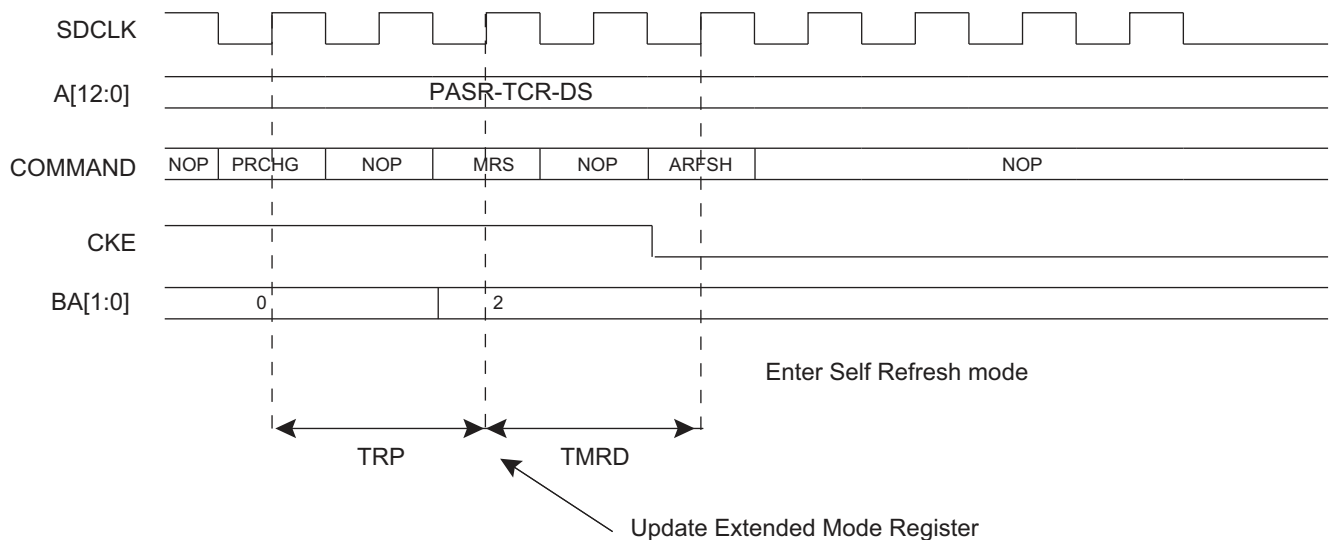 SDCLK
A[12:0] PASR-TCR-DS
COMMAND NOP PRCHG NOP MRS NOP ARFSH NOP
CKE
BA[1:0] 0 2
Enter Self Refresh mode
TRP TMRD
Update Extended Mode Register